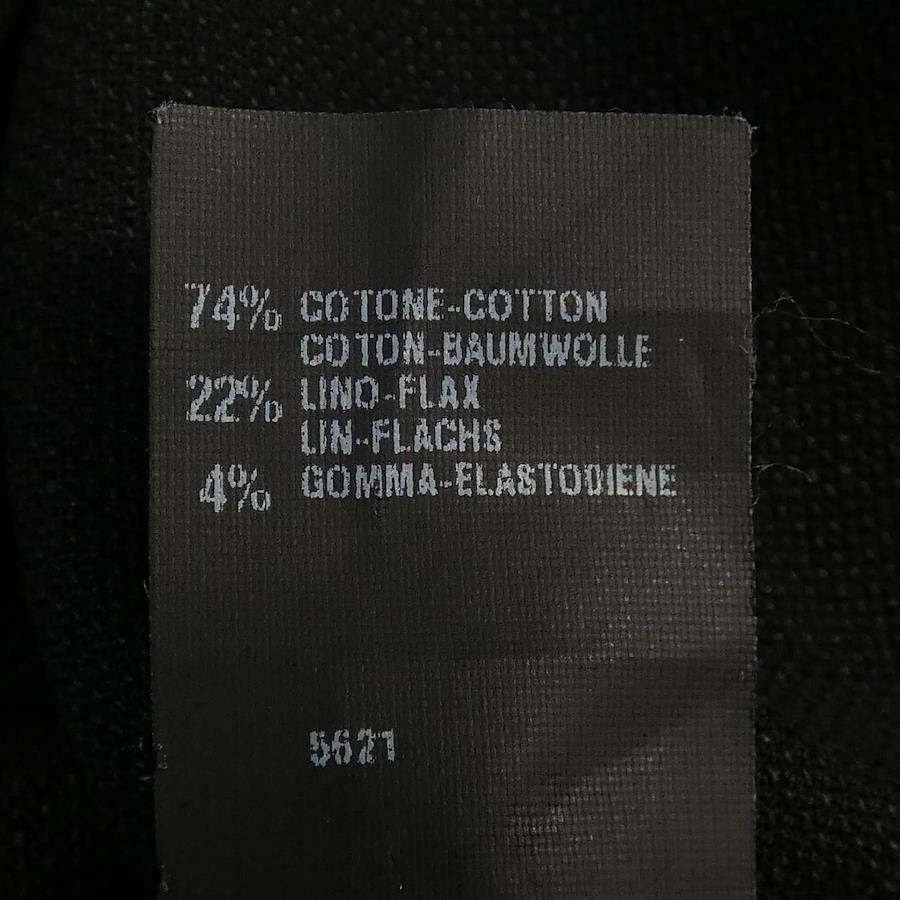 74% COTONE-COTTON
COTON-BAUMWOLLE
22% LINO-FLAX
LIN-FLACHS
4% GOMMA-ELASTODIENE
5621